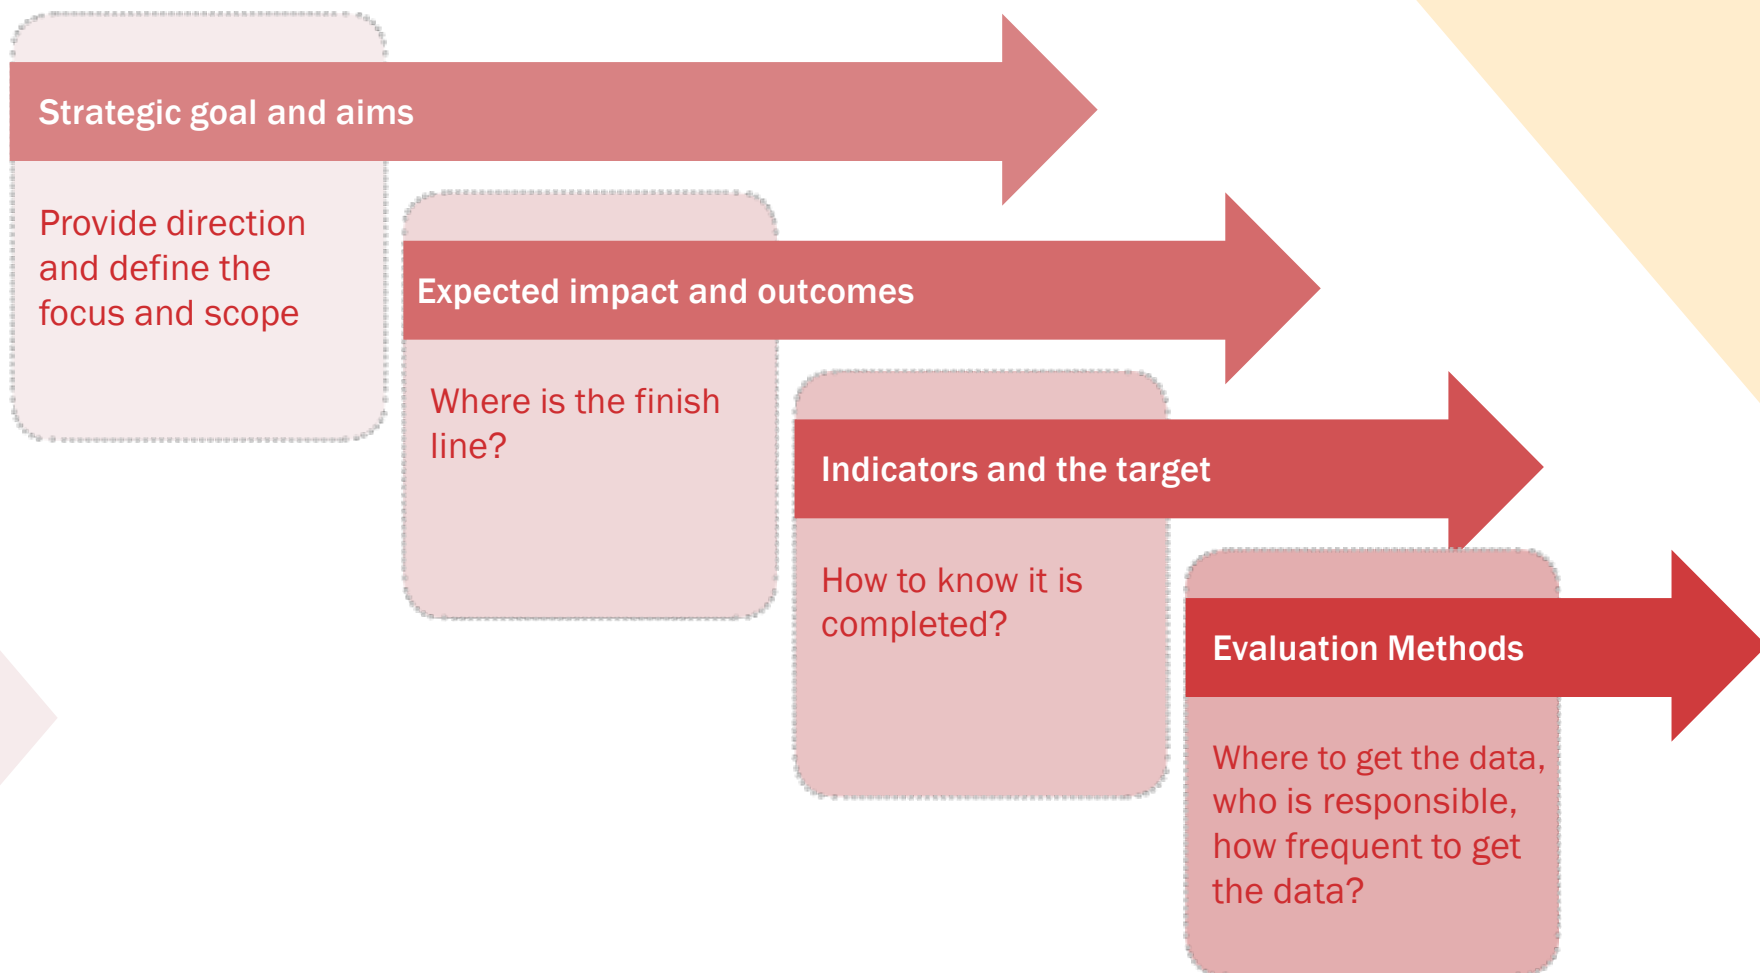 Strategic goal and aims
Provide direction
and define the
focus and scope
Expected impact and outcomes
Where is the finish
line?
Indicators and the target
How to know it is
completed?
Evaluation Methods
Where to get the data,
who is responsible,
how frequent to get
the data?